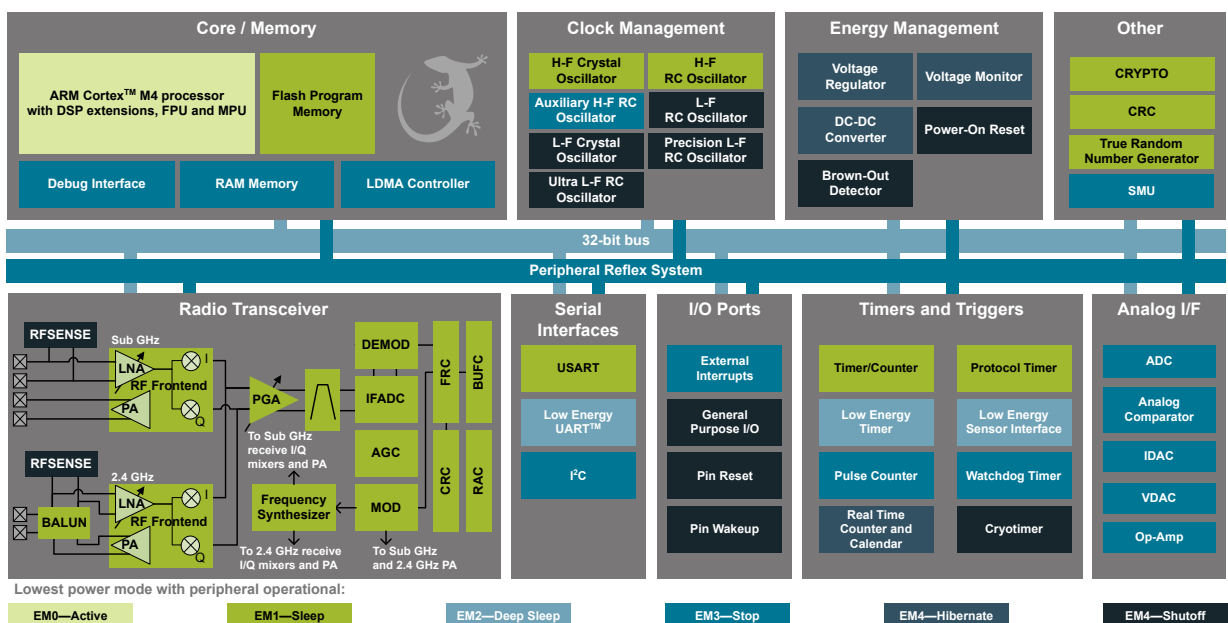 Core / Memory
ARM Cortex™ M4 processor
with DSP extensions, FPU and MPU
Flash Program
Memory
Debug Interface
RAM Memory
LDMA Controller
Clock Management
H-F Crystal
Oscillator
H-F
RC Oscillator
Auxiliary H-F RC
Oscillator
L-F
RC Oscillator
L-F Crystal
Oscillator
Precision L-F
RC Oscillator
Ultra L-F RC
Oscillator
Energy Management
Voltage
Regulator
Voltage Monitor
DC-DC
Converter
Power-On Reset
Brown-Out
Detector
Other
CRYPTO
CRC
True Random
Number Generator
SMU
32-bit bus
Peripheral Reflex System
Radio Transceiver
RFSENSE
Sub GHz
LNA
RF Frontend
PA
I
Q
PGA
DEMOD
IFADC
AGC
MOD
FRC
BUFC
CRC
RAC
To Sub GHz
receive I/Q
mixers and PA
RFSENSE
2.4 GHz
LNA
BALUN
RF Frontend
PA
I
Q
Frequency
Synthesizer
To 2.4 GHz receive
I/Q mixers and PA
To Sub GHz
and 2.4 GHz PA
Serial
Interfaces
USART
Low Energy
UART™
I²C
I/O Ports
External
Interrupts
General
Purpose I/O
Pin Reset
Pin Wakeup
Timers and Triggers
Timer/Counter
Protocol Timer
Low Energy
Timer
Low Energy
Sensor Interface
Pulse Counter
Watchdog Timer
Real Time
Counter and
Calendar
Cryotimer
Analog I/F
ADC
Analog
Comparator
IDAC
VDAC
Op-Amp
Lowest power mode with peripheral operational:
EM0—Active
EM1—Sleep
EM2—Deep Sleep
EM3—Stop
EM4—Hibernate
EM4—Shutoff